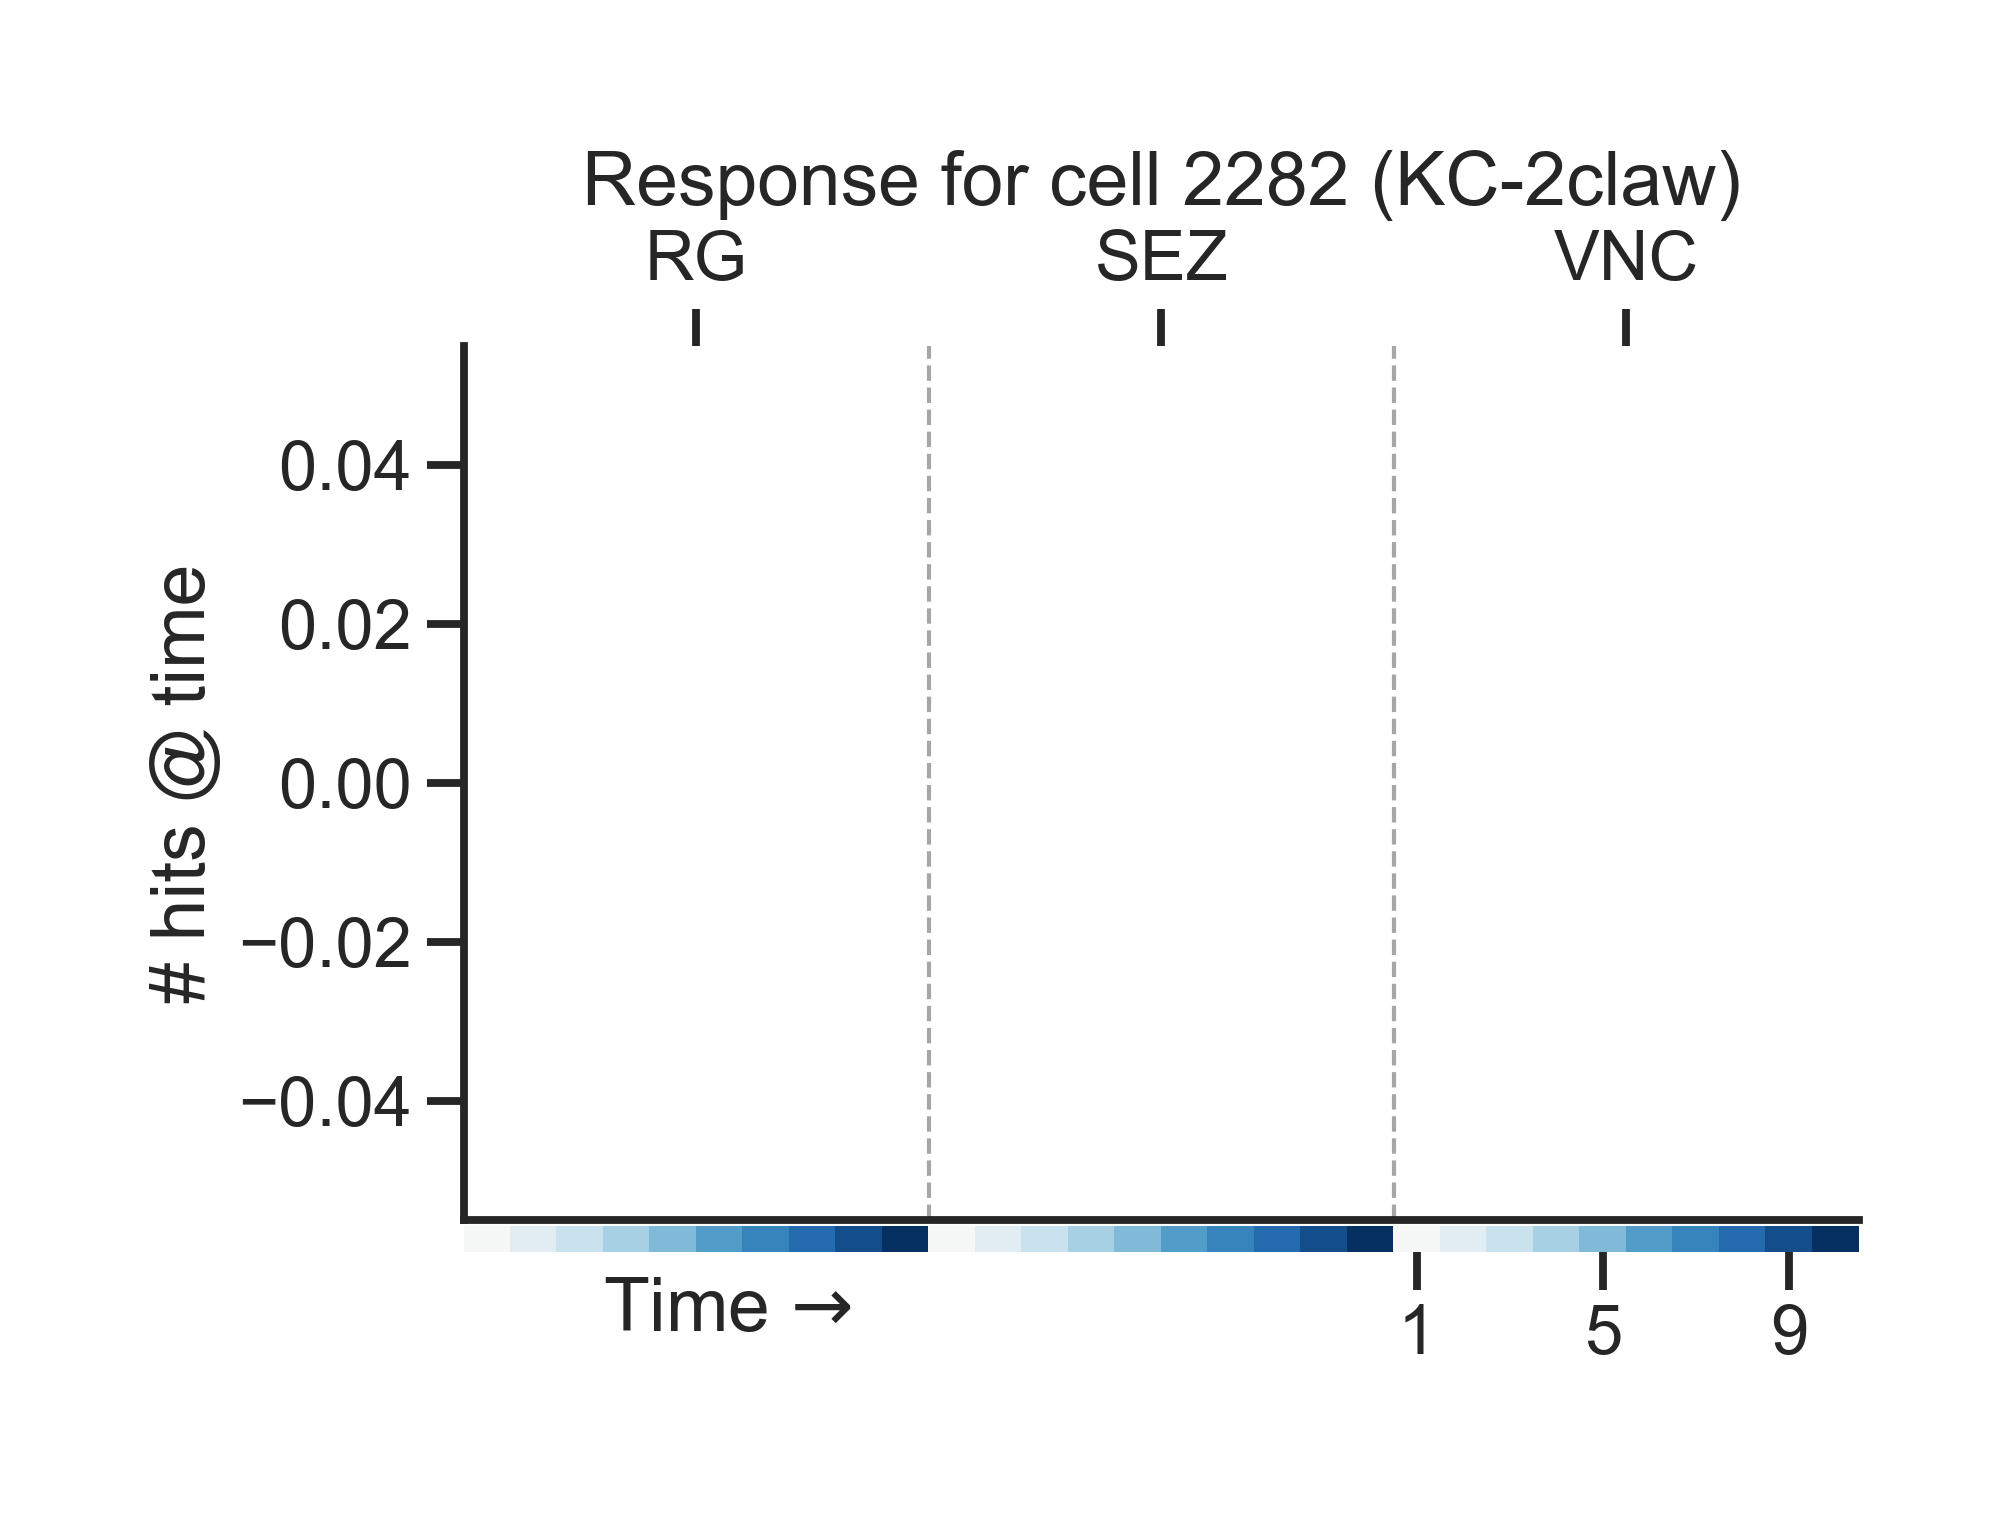 Response for cell 2282 (KC-2claw)
RG SEZ VNC
# hits @ time
0.04
0.02
0.00
−0.02
−0.04
Time →
1 5 9